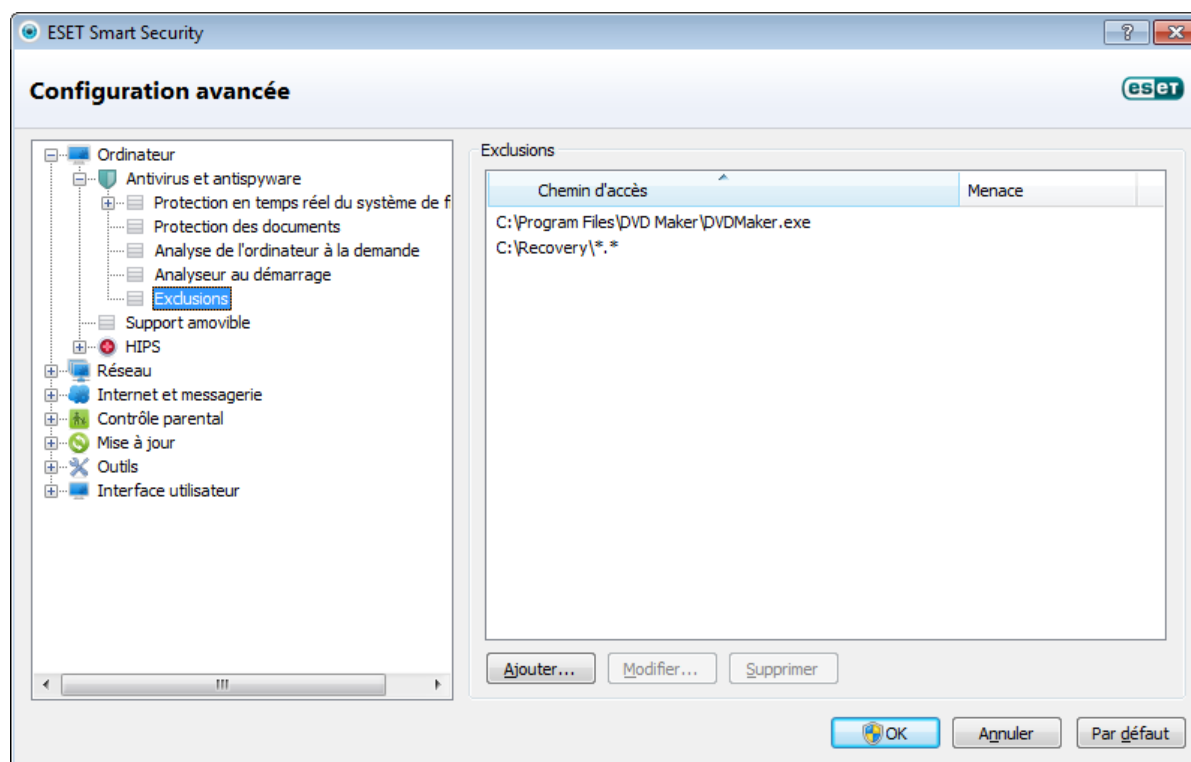 ESET Smart Security
Configuration avancée
eseT
Ordinateur
Antivirus et antispyware
Protection en temps réel du système de f
Protection des documents
Analyse de l'ordinateur à la demande
Analyseur au démarrage
Exclusions
Support amovible
HIPS
Réseau
Internet et messagerie
Contrôle parental
Mise à jour
Outils
Interface utilisateur
Exclusions
Chemin d'accès Menace
C:\Program Files\DVD Maker\DVDMaker.exe
C:\Recovery\*.*
Ajouter... Modifier... Supprimer
OK Annuler Par défaut